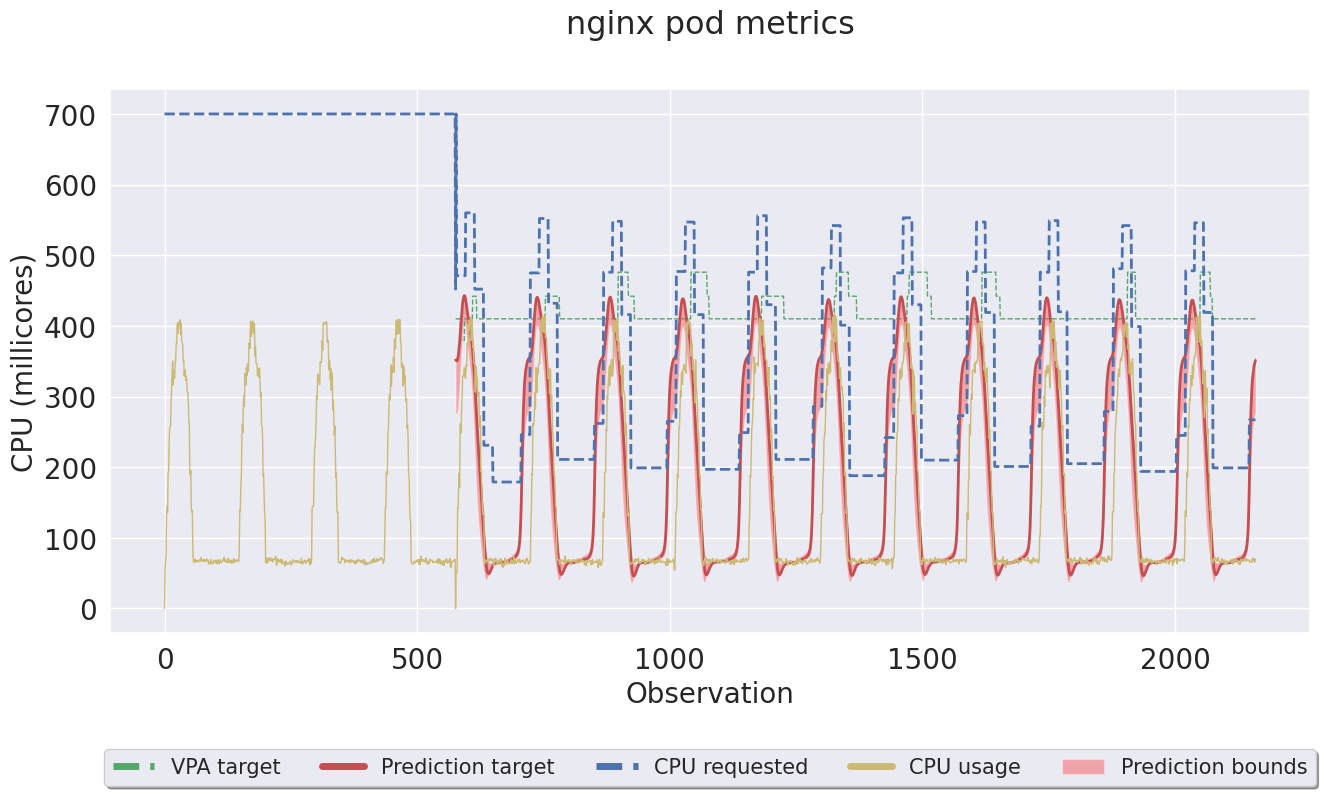 nginx pod metrics
700
600
500
400
300
200
100
0
CPU (millicores)
0 500 1000 1500 2000
Observation
VPA target Prediction target CPU requested CPU usage Prediction bounds